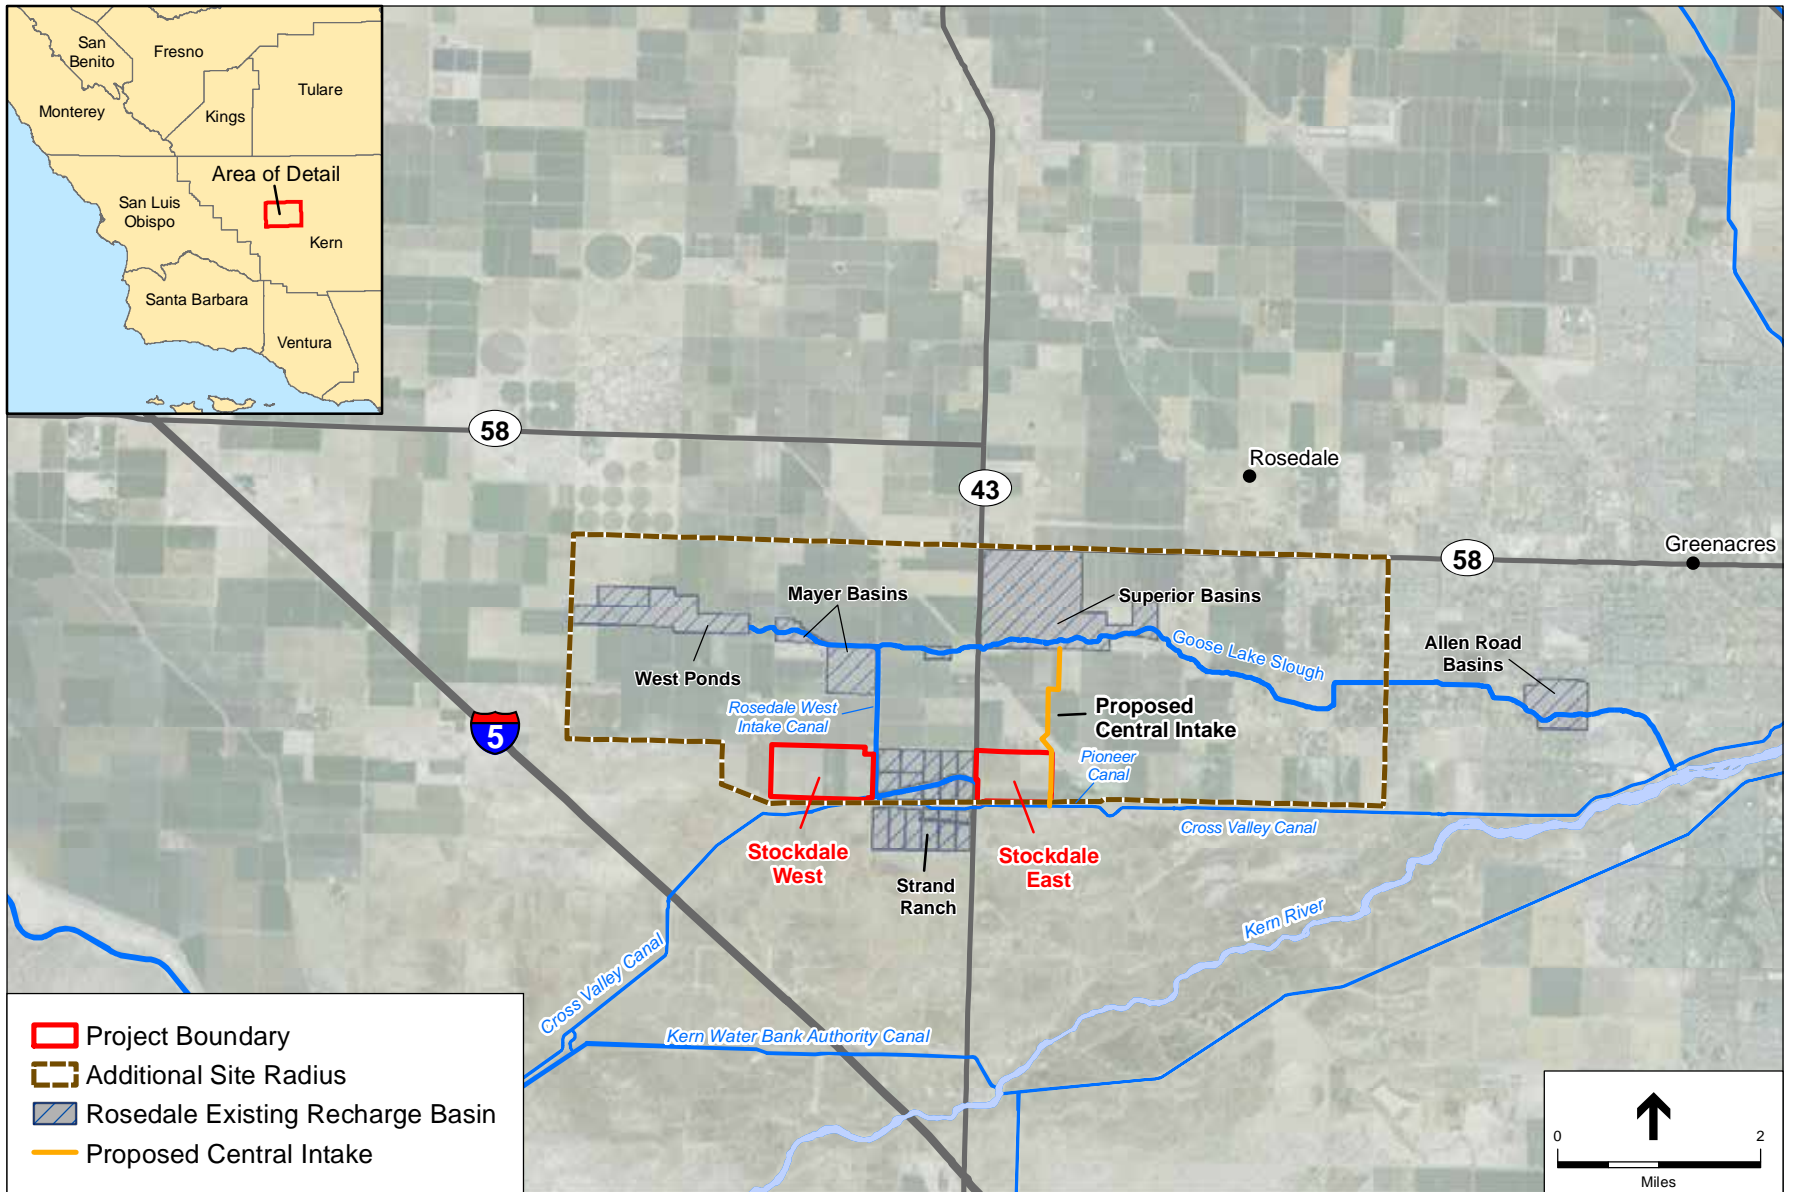 San
Benito
Fresno
Tulare
Monterey
Kings
Area of Detail
San Luis
Obispo
Kern
Santa Barbara
Ventura
58
43
Rosedale
58
Greenacres
Mayer Basins
Superior Basins
Goose Lake Slough
Allen Road
Basins
West Ponds
Rosedale West
Intake Canal
Proposed
Central Intake
5
Pioneer
Canal
Cross Valley Canal
Stockdale
West
Stockdale
East
Strand
Ranch
Kern River
Cross Valley Canal
Kern Water Bank Authority Canal
Project Boundary
Additional Site Radius
Rosedale Existing Recharge Basin
Proposed Central Intake
0 2
Miles